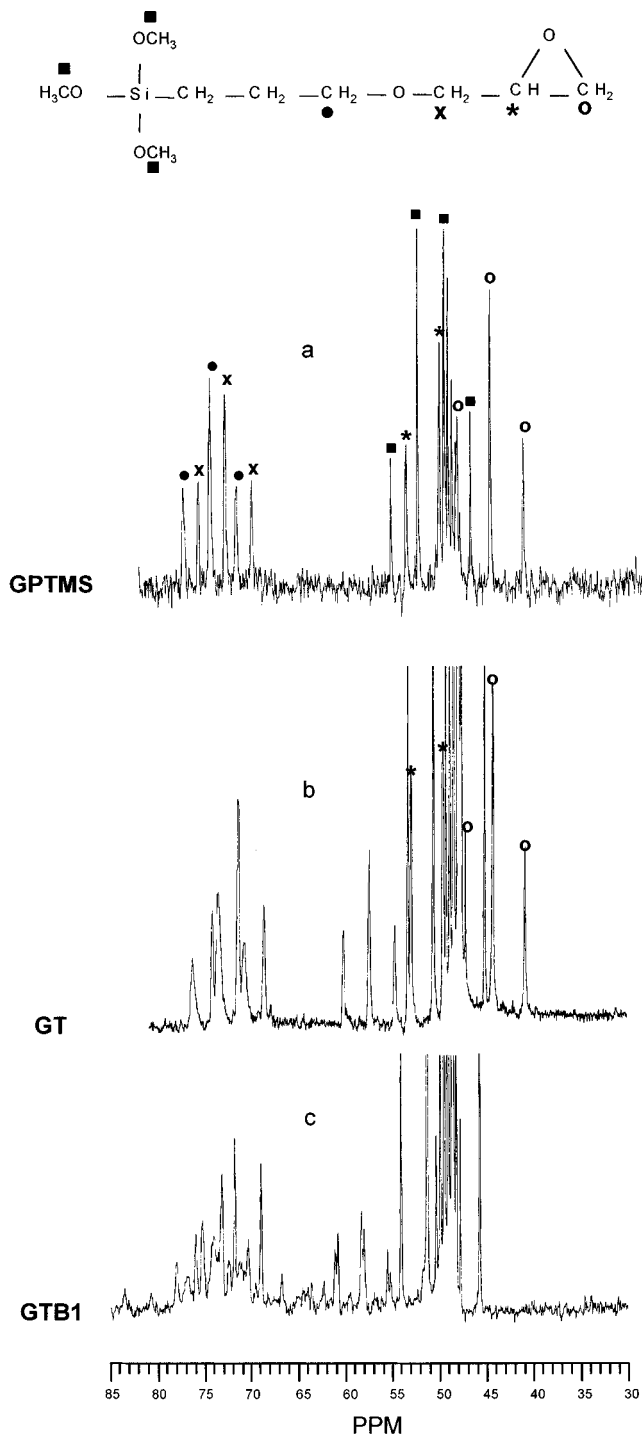 OCH₃
O
H₃CO — Si — CH₂ — CH₂ — CH₂ — O — CH₂ — CH CH₂
x * o
OCH₃
o
* o
a
x x * o o
x x
GPTMS
o
* *
b
o o
GT
c
GTB1
85 80 75 70 65 60 55 50 45 40 35 30
PPM